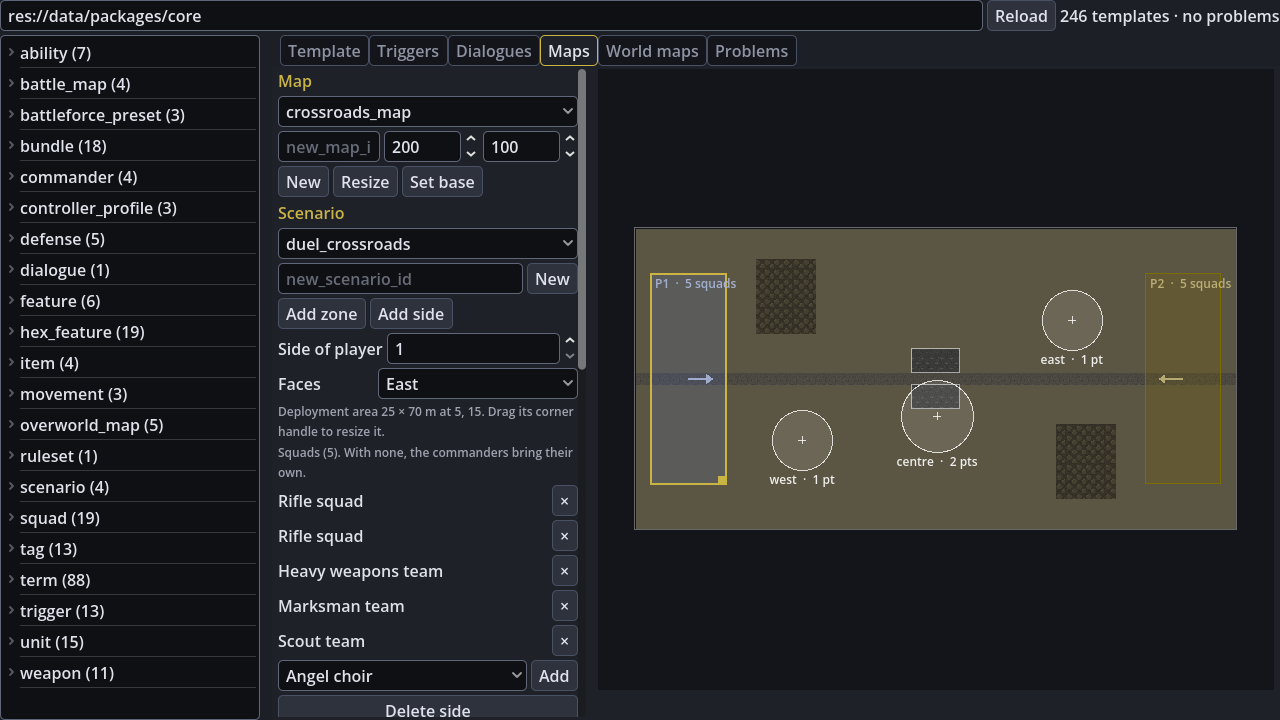 res://data/packages/core
Reload
246 templates · no problems
ability (7)
battle_map (4)
battleforce_preset (3)
bundle (18)
commander (4)
controller_profile (3)
defense (5)
dialogue (1)
feature (6)
hex_feature (19)
item (4)
movement (3)
overworld_map (5)
ruleset (1)
scenario (4)
squad (19)
tag (13)
term (88)
trigger (13)
unit (15)
weapon (11)
Template
Triggers
Dialogues
Maps
World maps
Problems
Map
crossroads_map
new_map_i
200
100
New
Resize
Set base
Scenario
duel_crossroads
new_scenario_id
New
Add zone
Add side
Side of player
1
Faces
East
Deployment area 25 × 70 m at 5, 15. Drag its corner
handle to resize it.
Squads (5). With none, the commanders bring their
own.
Rifle squad
×
Rifle squad
×
Heavy weapons team
×
Marksman team
×
Scout team
×
Angel choir
Add
Delete side
P1 · 5 squads
P2 · 5 squads
east · 1 pt
centre · 2 pts
west · 1 pt